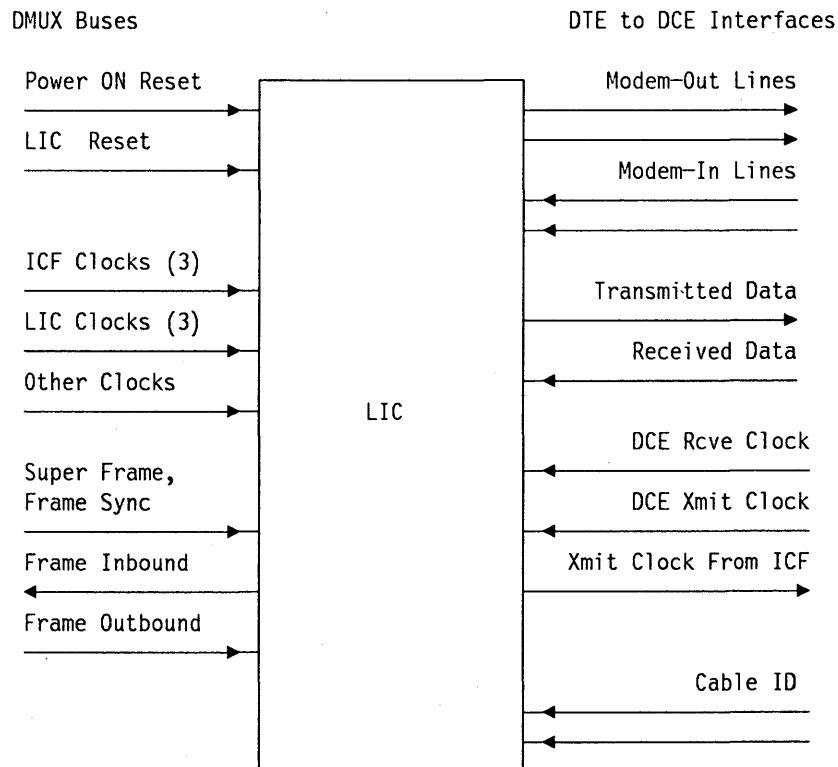 DMUX Buses
DTE to DCE Interfaces
Power ON Reset
LIC Reset
ICF Clocks (3)
LIC Clocks (3)
Other Clocks
Super Frame,
Frame Sync
Frame Inbound
Frame Outbound
LIC
Modem-Out Lines
Modem-In Lines
Transmitted Data
Received Data
DCE Rcve Clock
DCE Xmit Clock
Xmit Clock From ICF
Cable ID